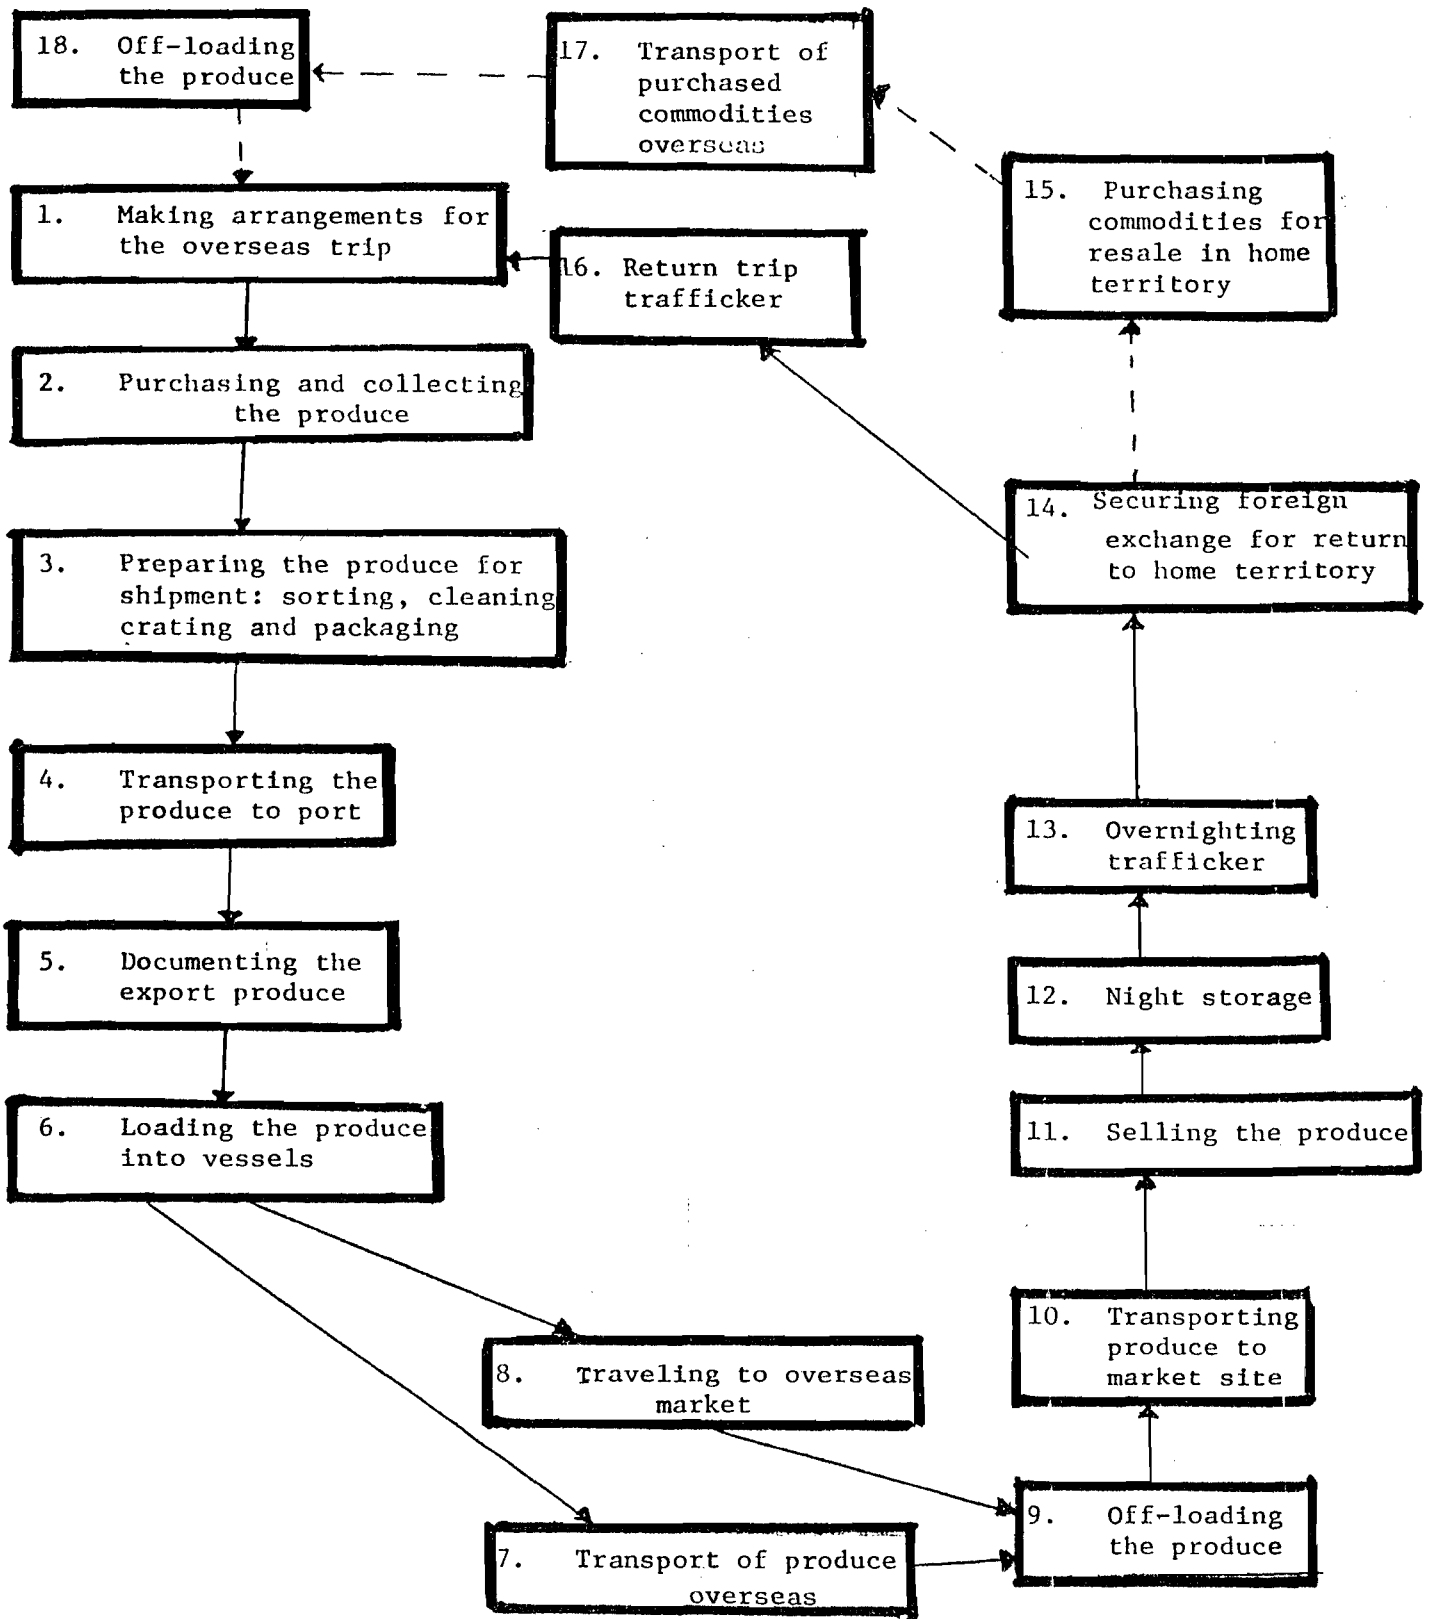 18. Off-loading
the produce
17. Transport of
purchased
commodities
overseas
15. Purchasing
commodities for
resale in home
territory
1. Making arrangements for
the overseas trip
16. Return trip
trafficker
2. Purchasing and collecting
the produce
14. Securing foreign
exchange for return
to home territory
3. Preparing the produce for
shipment: sorting, cleaning
crating and packaging
4. Transporting the
produce to port
13. Overnighting
trafficker
5. Documenting the
export produce
12. Night storage
6. Loading the produce
into vessels
11. Selling the produce
10. Transporting
produce to
market site
8. Traveling to overseas
market
9. Off-loading
the produce
7. Transport of produce
overseas